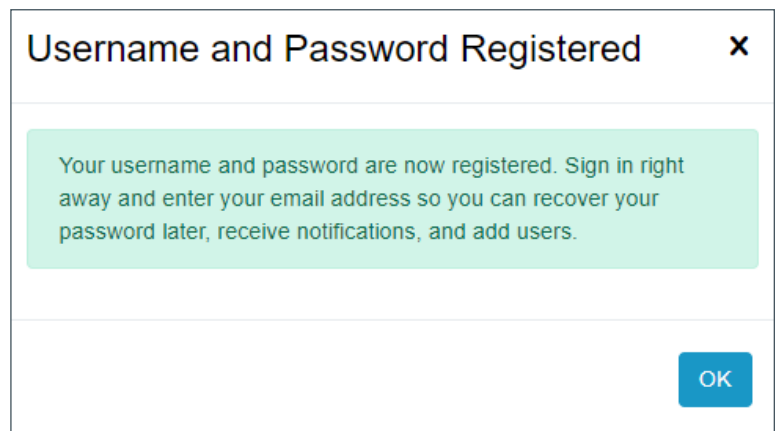 Username and Password Registered ×
Your username and password are now registered. Sign in right
away and enter your email address so you can recover your
password later, receive notifications, and add users.
OK